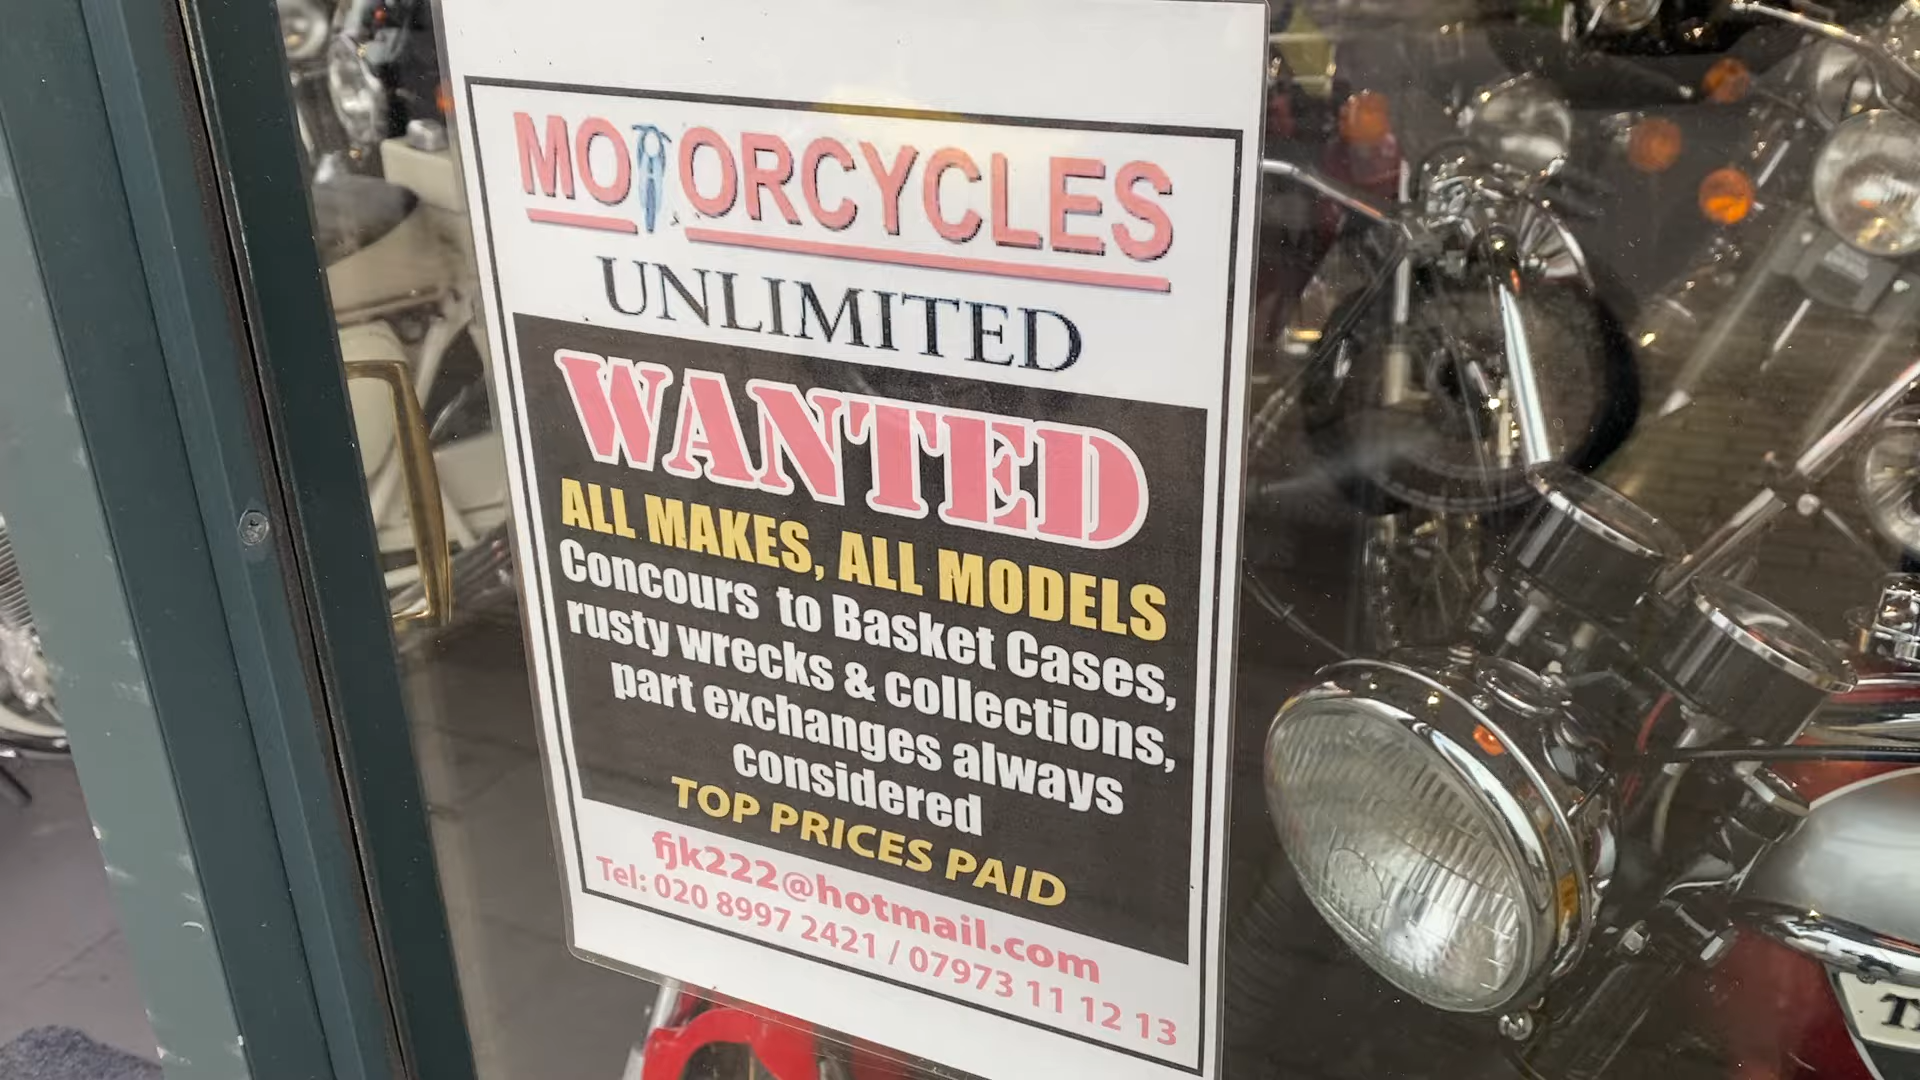 MOTORCYCLES
UNLIMITED
WANTED
ALL MAKES, ALL MODELS
Concours to Basket Cases,
rusty wrecks & collections,
part exchanges always
considered
TOP PRICES PAID
fjk222@hotmail.com
Tel: 020 8997 2421 / 07973 11 12 13